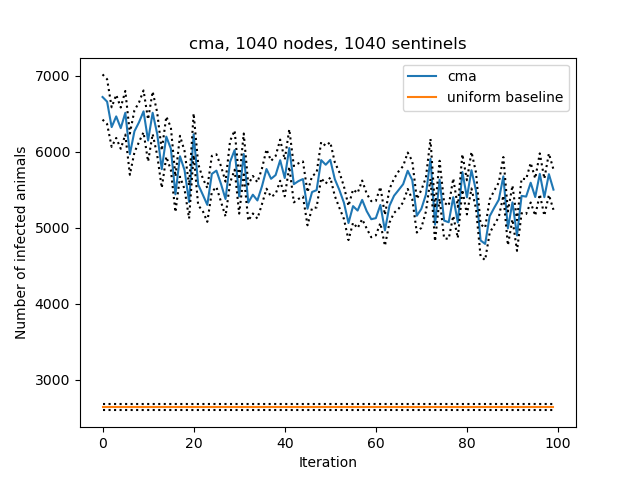 cma, 1040 nodes, 1040 sentinels
cma
uniform baseline
Number of infected animals
7000
6000
5000
4000
3000
0 20 40 60 80 100
Iteration